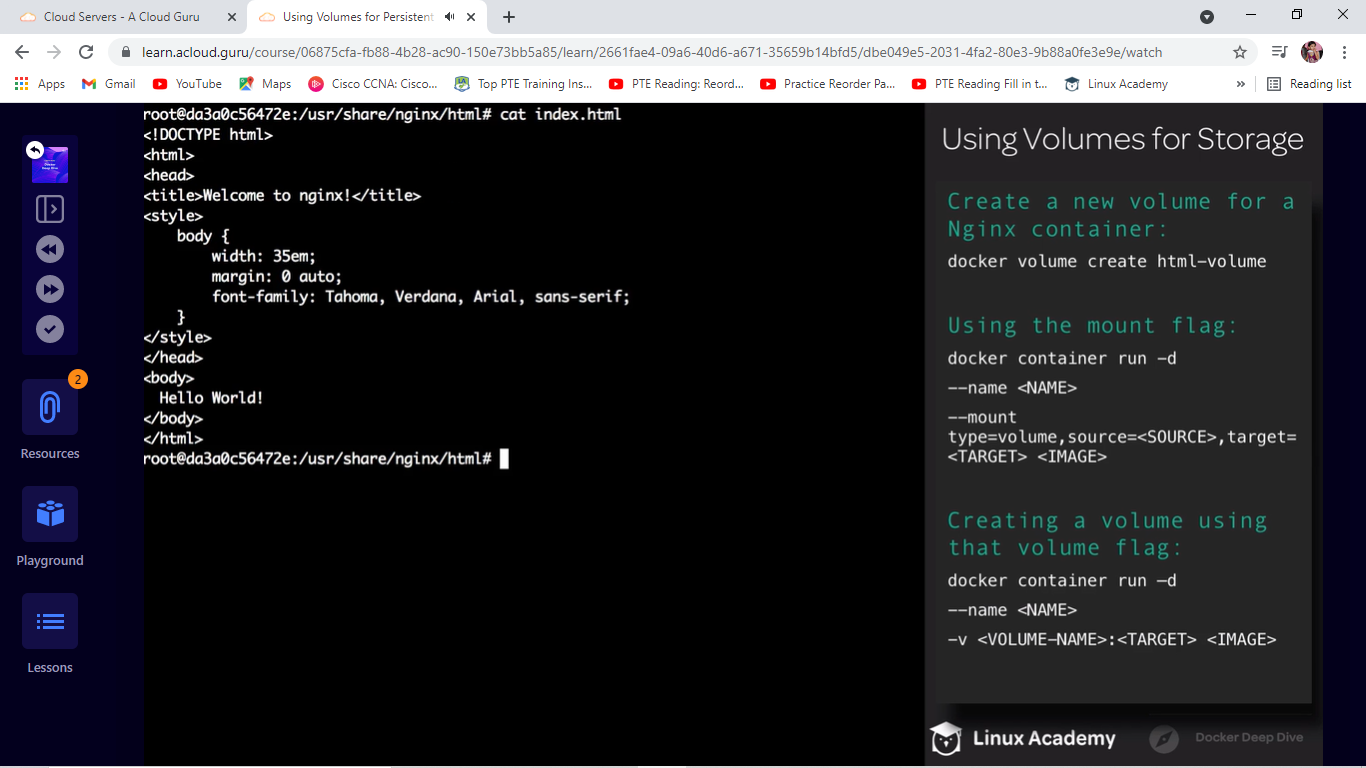 Cloud Servers - A Cloud Guru
Using Volumes for Persistent
learn.acloud.guru/course/06875cfa-fb88-4b28-ac90-150e73bb5a85/learn/2661fae4-09a6-40d6-a671-35659b14bfd5/dbe049e5-2031-4fa2-80e3-9b88a0fe3e9e/watch
Apps
Gmail
YouTube
Maps
Cisco CCNA: Cisco...
Top PTE Training Ins...
PTE Reading: Reord...
Practice Reorder Pa...
PTE Reading Fill in t...
Linux Academy
»
Reading list
2
Resources
Playground
Lessons
root@da3a0c56472e:/usr/share/nginx/html# cat index.html
<!DOCTYPE html>
<html>
<head>
<title>Welcome to nginx!</title>
<style>
    body {
        width: 35em;
        margin: 0 auto;
        font-family: Tahoma, Verdana, Arial, sans-serif;
    }
</style>
</head>
<body>
  Hello World!
</body>
</html>
root@da3a0c56472e:/usr/share/nginx/html#
Using Volumes for Storage
Create a new volume for a
Nginx container:
docker volume create html-volume
Using the mount flag:
docker container run -d
--name <NAME>
--mount
type=volume,source=<SOURCE>,target=
<TARGET> <IMAGE>
Creating a volume using
that volume flag:
docker container run -d
--name <NAME>
-v <VOLUME-NAME>:<TARGET> <IMAGE>
Linux Academy
Docker Deep Dive